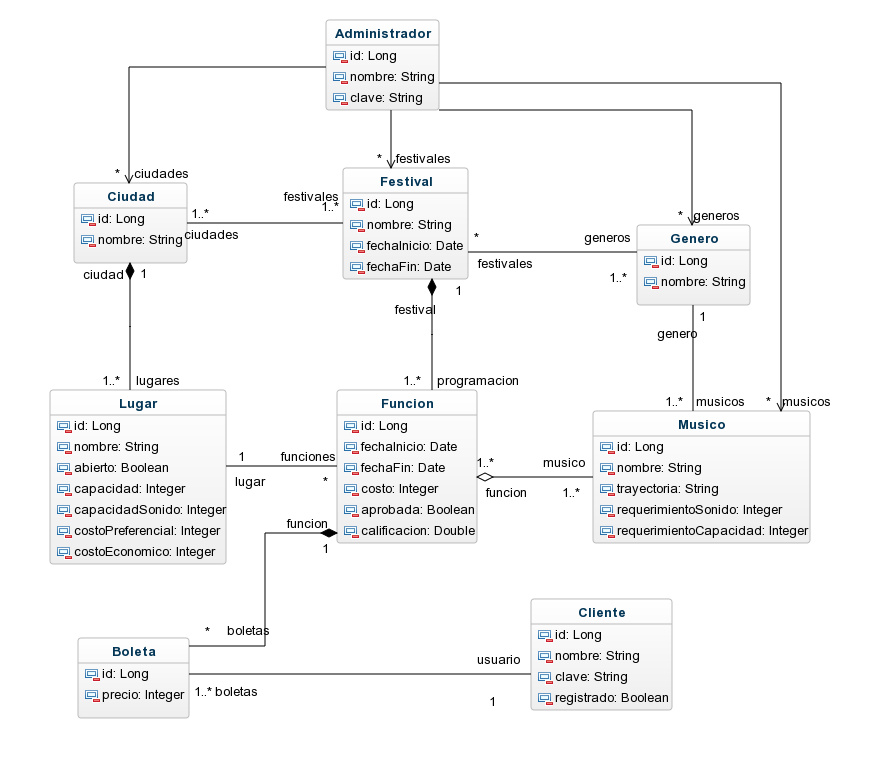 Administrador
id: Long
nombre: String
clave: String
* ciudades
* festivales
* generos
* musicos
Ciudad
id: Long
nombre: String
1..*
ciudades
festivales
1..*
Festival
id: Long
nombre: String
fechaInicio: Date
fechaFin: Date
*
festivales
generos
1..*
Genero
id: Long
nombre: String
ciudad 1
1
festival
1
genero
1..* lugares
1..* programacion
1..* musicos
Lugar
id: Long
nombre: String
abierto: Boolean
capacidad: Integer
capacidadSonido: Integer
costoPreferencial: Integer
costoEconomico: Integer
1
lugar
funciones
*
Funcion
id: Long
fechaInicio: Date
fechaFin: Date
costo: Integer
aprobada: Boolean
calificacion: Double
1..*
funcion
musico
1..*
Musico
id: Long
nombre: String
trayectoria: String
requerimientoSonido: Integer
requerimientoCapacidad: Integer
funcion
1
* boletas
Boleta
id: Long
precio: Integer
1..* boletas
usuario
1
Cliente
id: Long
nombre: String
clave: String
registrado: Boolean